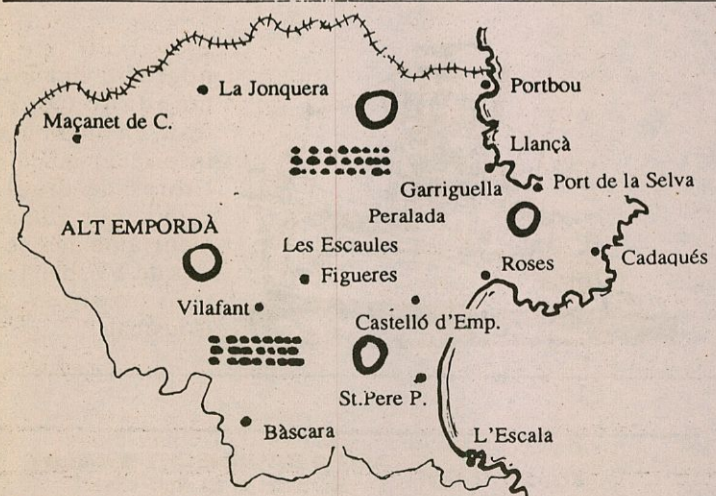 La Jonquera
Portbou
Maçanet de C.
Llançà
Garriguella
Port de la Selva
Peralada
ALT EMPORDÀ
Les Escaules
Cadaqués
Roses
Figueres
Vilafant
Castelló d'Emp.
St.Pere P.
Bàscara
L'Escala